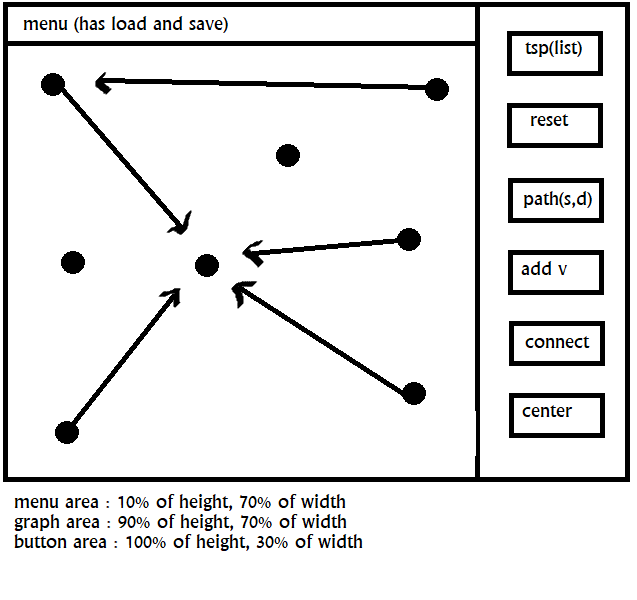 menu (has load and save)
tsp(list)
reset
path(s,d)
add v
connect
center
menu area : 10% of height, 70% of width
graph area : 90% of height, 70% of width
button area : 100% of height, 30% of width